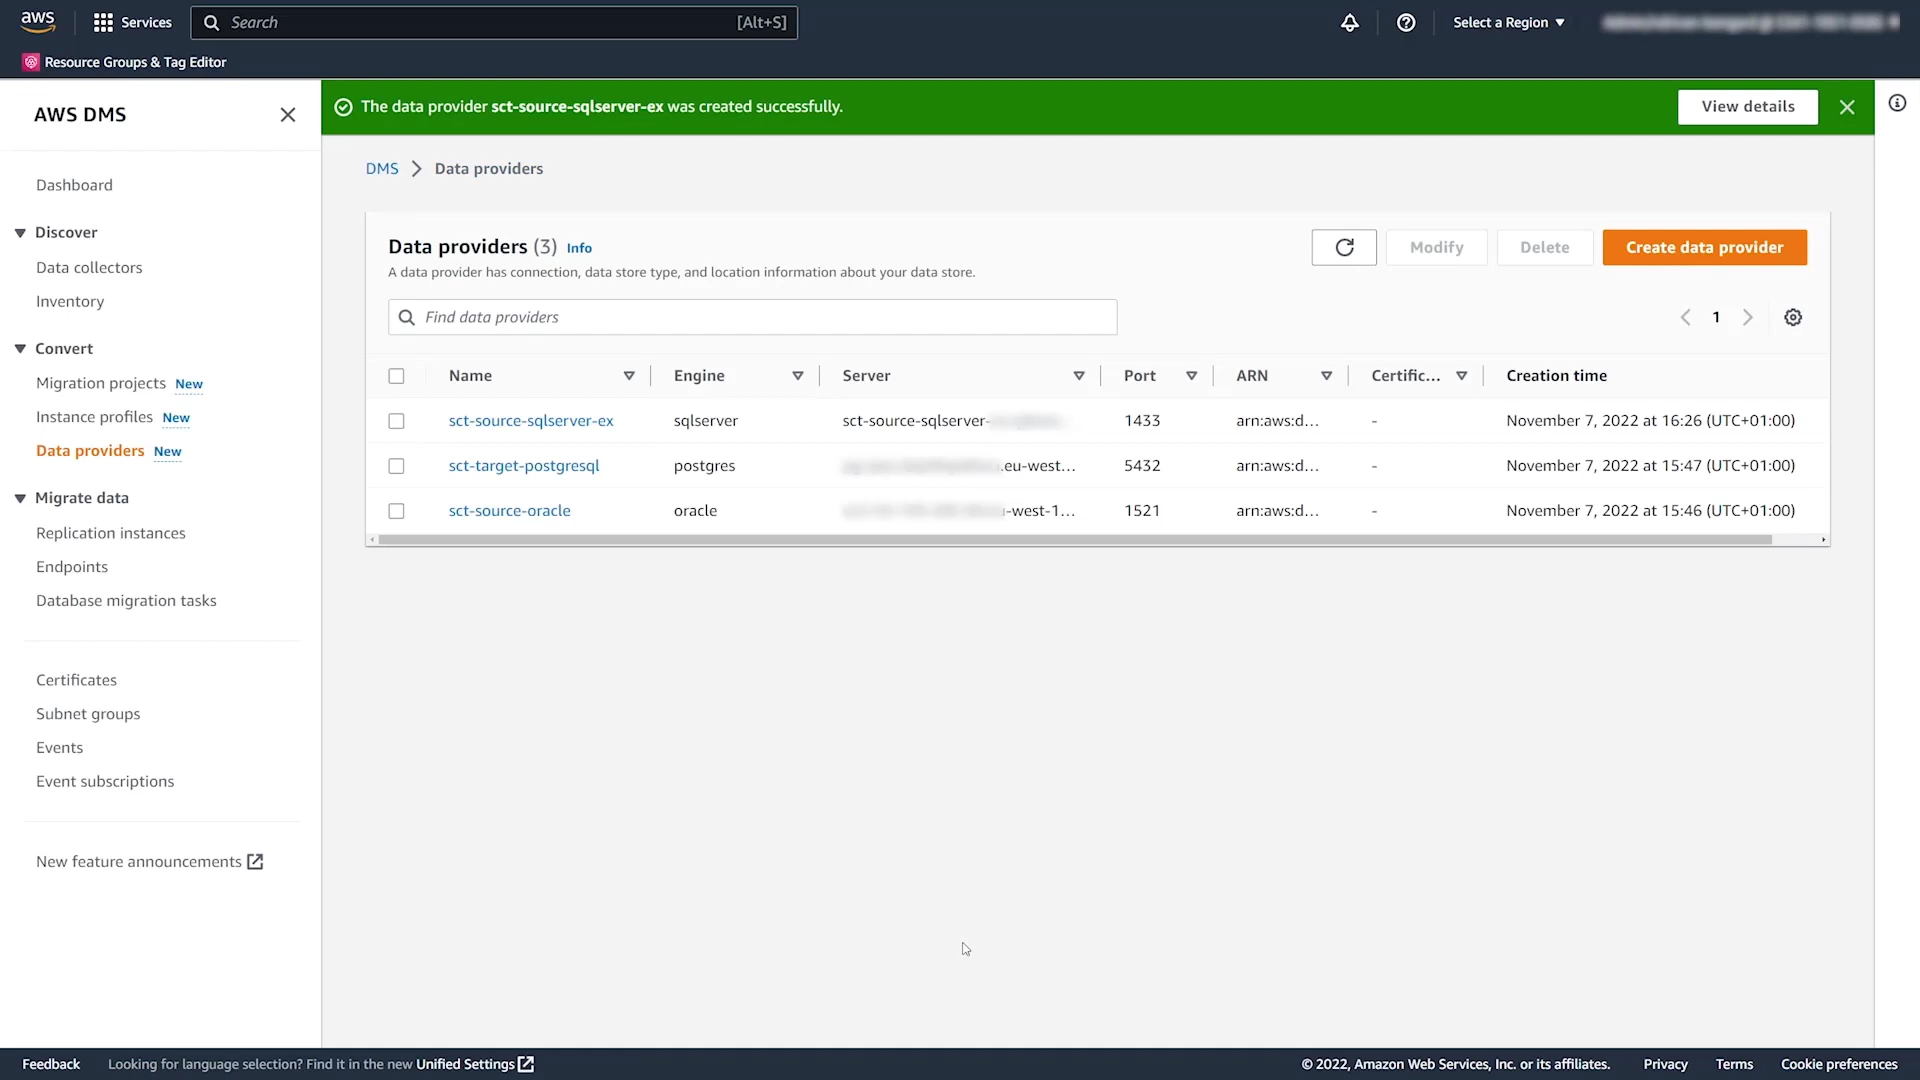 aws
Services
Search
[Alt+S]
Select a Region
Resource Groups & Tag Editor
AWS DMS
The data provider sct-source-sqlserver-ex was created successfully.
View details
Dashboard
Discover
Data collectors
Inventory
Convert
Migration projects New
Instance profiles New
Data providers New
Migrate data
Replication instances
Endpoints
Database migration tasks
Certificates
Subnet groups
Events
Event subscriptions
New feature announcements
DMS
Data providers
Data providers (3) Info
A data provider has connection, data store type, and location information about your data store.
Modify
Delete
Create data provider
Find data providers
1
Name Engine Server Port ARN Certific... Creation time
sct-source-sqlserver-ex sqlserver sct-source-sqlserver- 1433 arn:aws:d... - November 7, 2022 at 16:26 (UTC+01:00)
sct-target-postgresql postgres .eu-west... 5432 arn:aws:d... - November 7, 2022 at 15:47 (UTC+01:00)
sct-source-oracle oracle -west-1... 1521 arn:aws:d... - November 7, 2022 at 15:46 (UTC+01:00)
Feedback
Looking for language selection? Find it in the new Unified Settings
© 2022, Amazon Web Services, Inc. or its affiliates.
Privacy
Terms
Cookie preferences